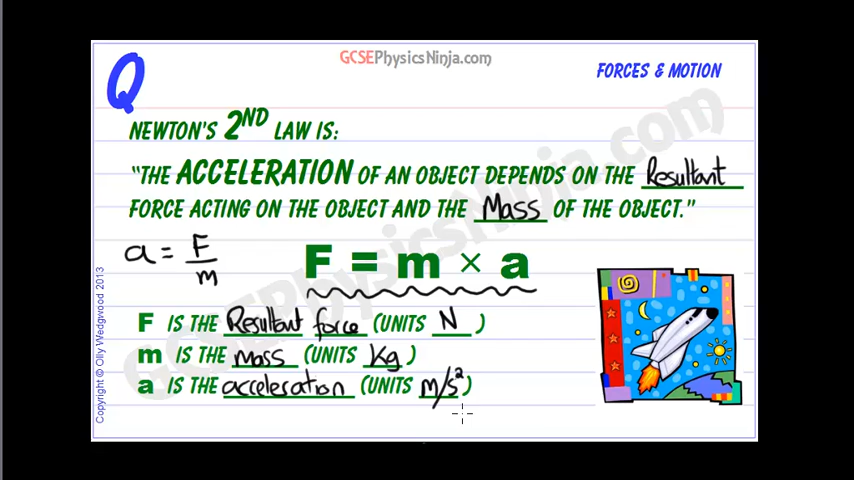 GCSEPhysicsNinja.com
Q
FORCES & MOTION
NEWTON'S 2ND LAW IS:
"THE ACCELERATION OF AN OBJECT DEPENDS ON THE Resultant
FORCE ACTING ON THE OBJECT AND THE Mass OF THE OBJECT."
a = F/m
F = m × a
F IS THE Resultant force (UNITS N )
m IS THE mass (UNITS kg )
a IS THE acceleration (UNITS m/s²)
Copyright © Olly Wedgwood 2013
GCSEPhysicsNinja.com